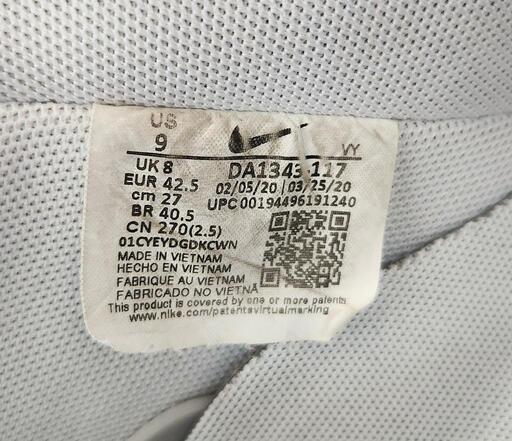 US
9
VY
UK 8
EUR 42.5
cm 27
BR 40.5
CN 270(2.5)
DA1343 117
02/05/20 | 03/25/20
UPC 00194496191240
01CYEYDGDKCWN
MADE IN VIETNAM
HECHO EN VIETNAM
FABRIQUE AU VIETNAM
FABRICADO NO VIETNÃ
This product is covered by one or more patents
www.nike.com/patentsvirtualmarking